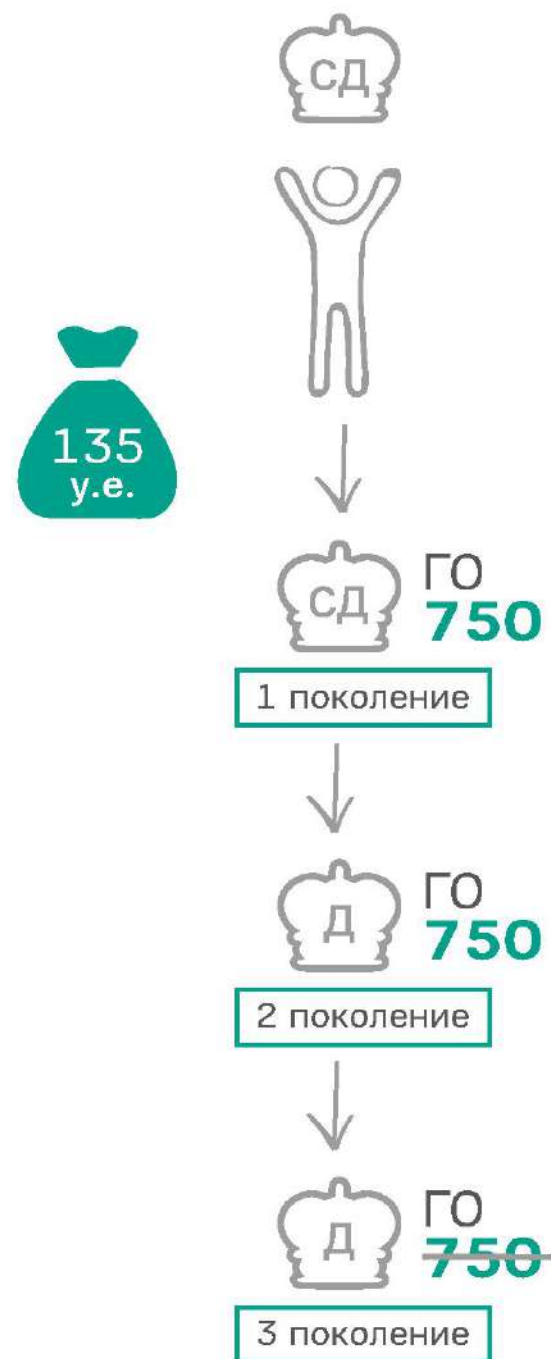 СД
135
у.е.
СД
ГО
750
1 поколение
Д
ГО
750
2 поколение
Д
ГО
750
3 поколение